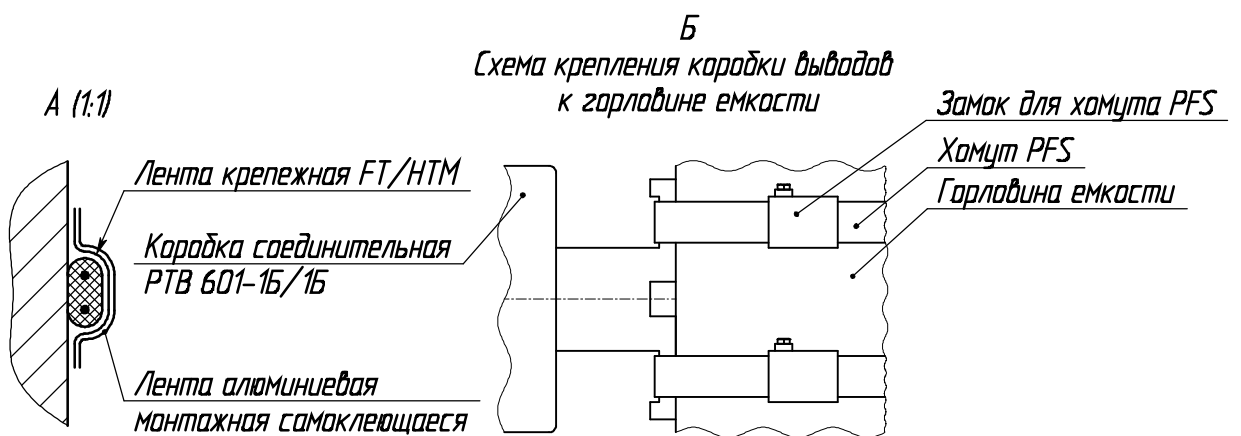 Б
Схема крепления коробки выводов
к горловине емкости
А (1:1)
Замок для хомута PFS
Хомут PFS
Горловина емкости
Лента крепежная FT/HTM
Коробка соединительная
РТВ 601-1Б/1Б
Лента алюминиевая
монтажная самоклеющаеся